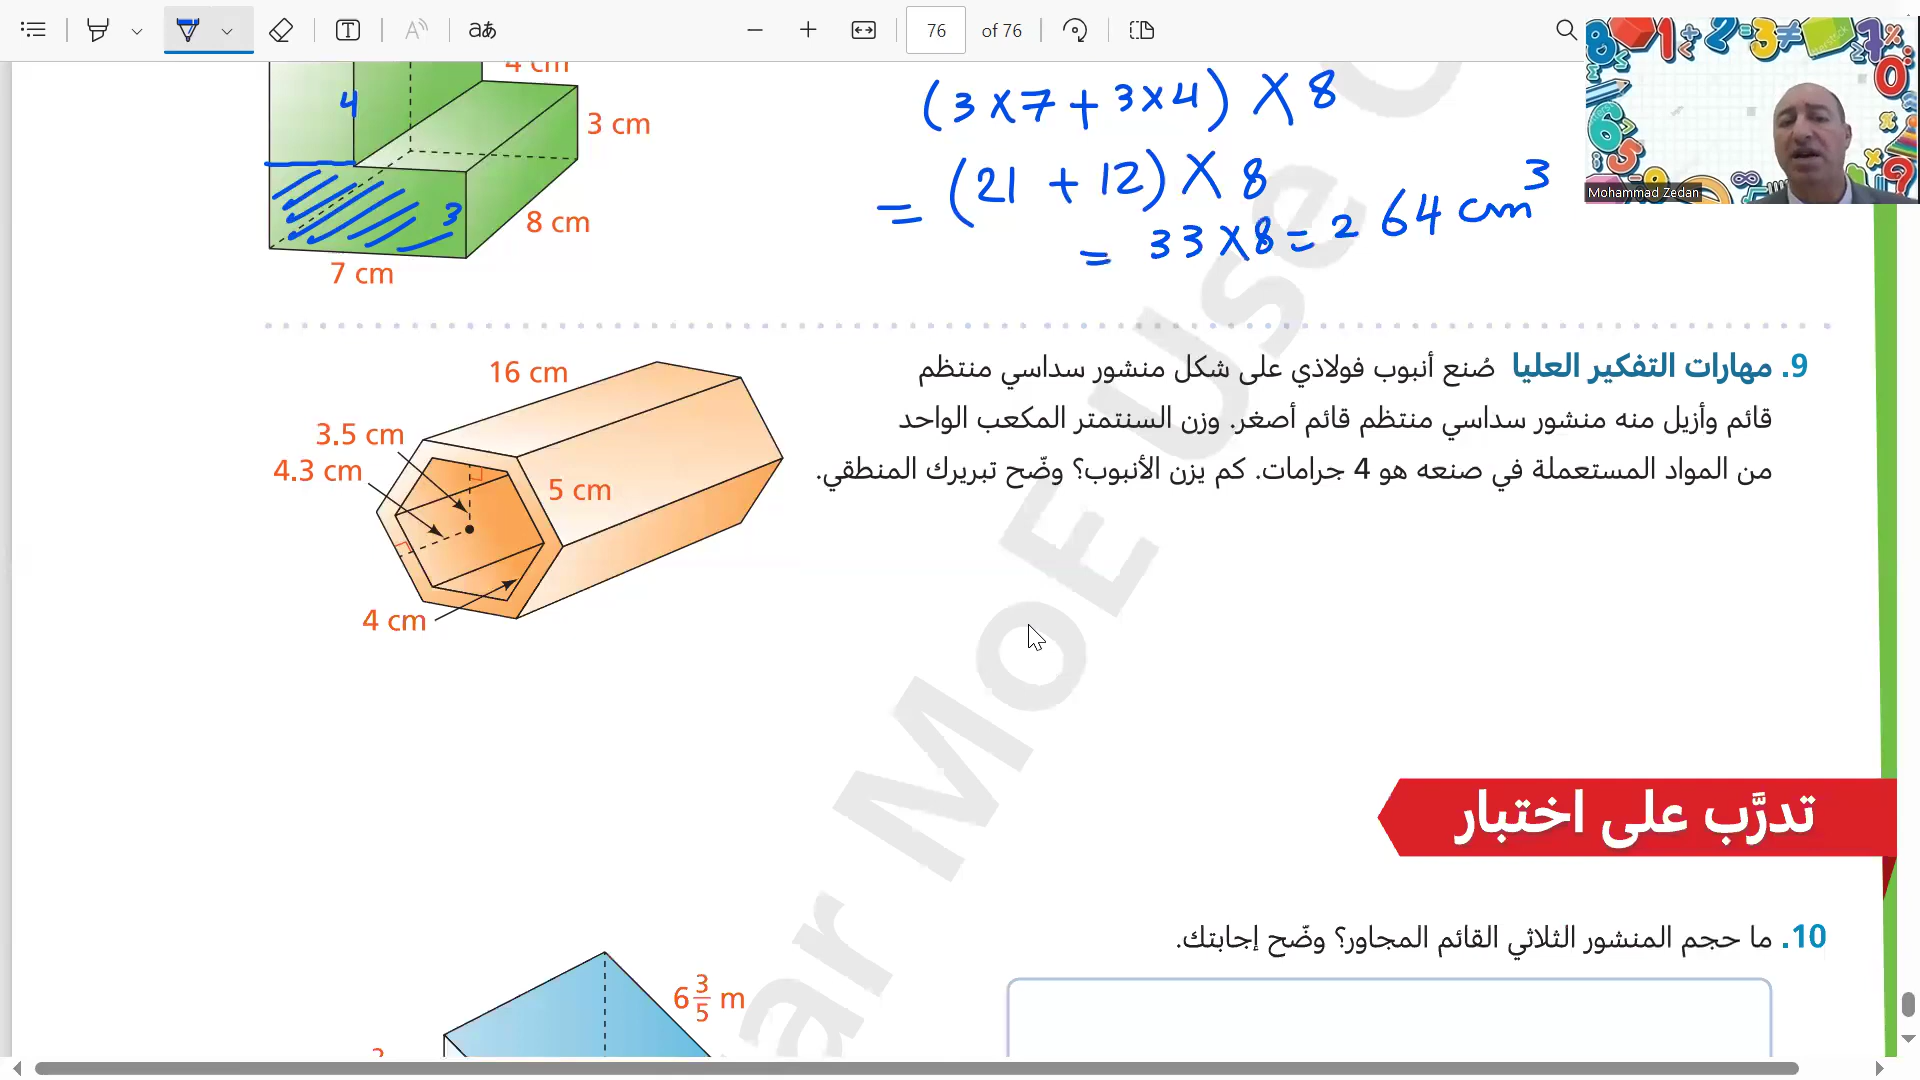 76 of 76
Mohammad Zedan
4
3 cm
8 cm
7 cm
3
(3×7+3×4) × 8
= (21 + 12) × 8
= 33×8 = 264 cm³
9. مهارات التفكير العليا صُنع أنبوب فولاذي على شكل منشور سداسي منتظم
قائم وأزيل منه منشور سداسي منتظم قائم أصغر. وزن السنتمتر المكعب الواحد
من المواد المستعملة في صنعه هو 4 جرامات. كم يزن الأنبوب؟ وضّح تبريرك المنطقي.
16 cm
3.5 cm
4.3 cm
5 cm
4 cm
تدرَّب على اختبار
10. ما حجم المنشور الثلاثي القائم المجاور؟ وضّح إجابتك.
6 3/5 m
ar MoE Use